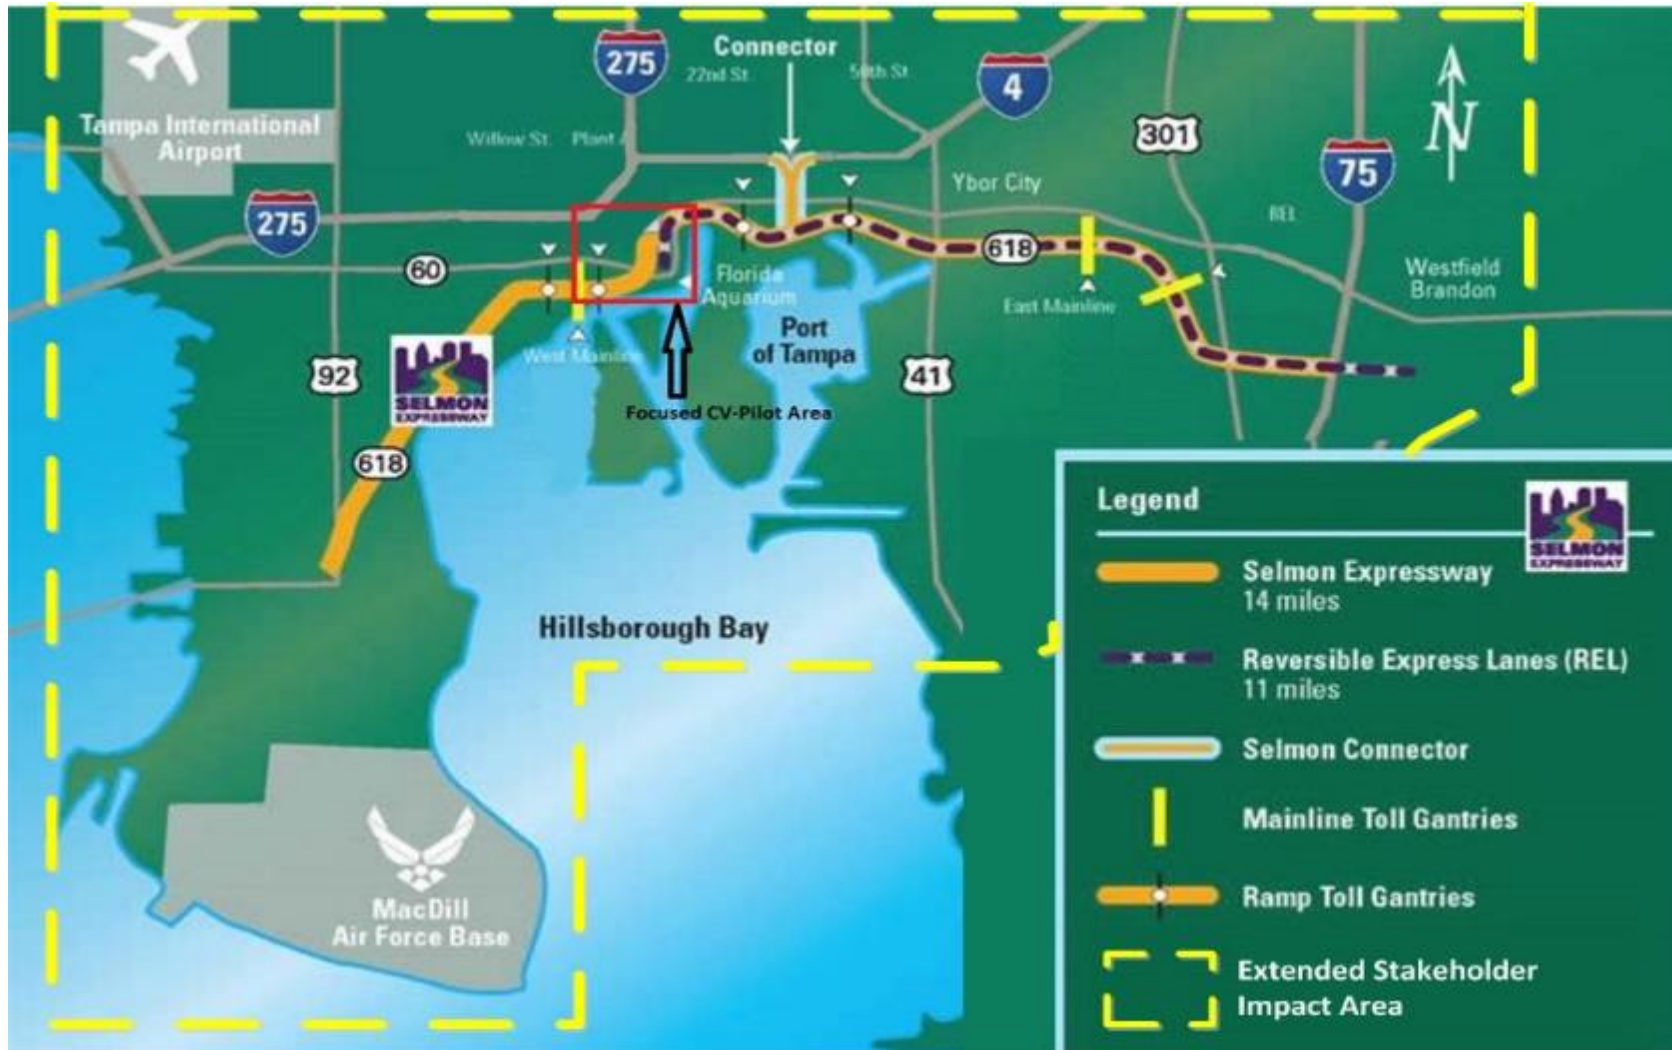 Connector
275
22nd St.
50th St.
4
Tampa International
Airport
Willow St.
Plant A
301
N
75
Ybor City
275
REL
60
618
Florida
Aquarium
Westfield
Brandon
East Mainline
Port
of Tampa
West Mainline
92
SELMON
EXPRESSWAY
41
Focused CV-Pilot Area
618
Legend
SELMON
EXPRESSWAY
Selmon Expressway
14 miles
Hillsborough Bay
Reversible Express Lanes (REL)
11 miles
Selmon Connector
Mainline Toll Gantries
MacDill
Air Force Base
Ramp Toll Gantries
Extended Stakeholder
Impact Area